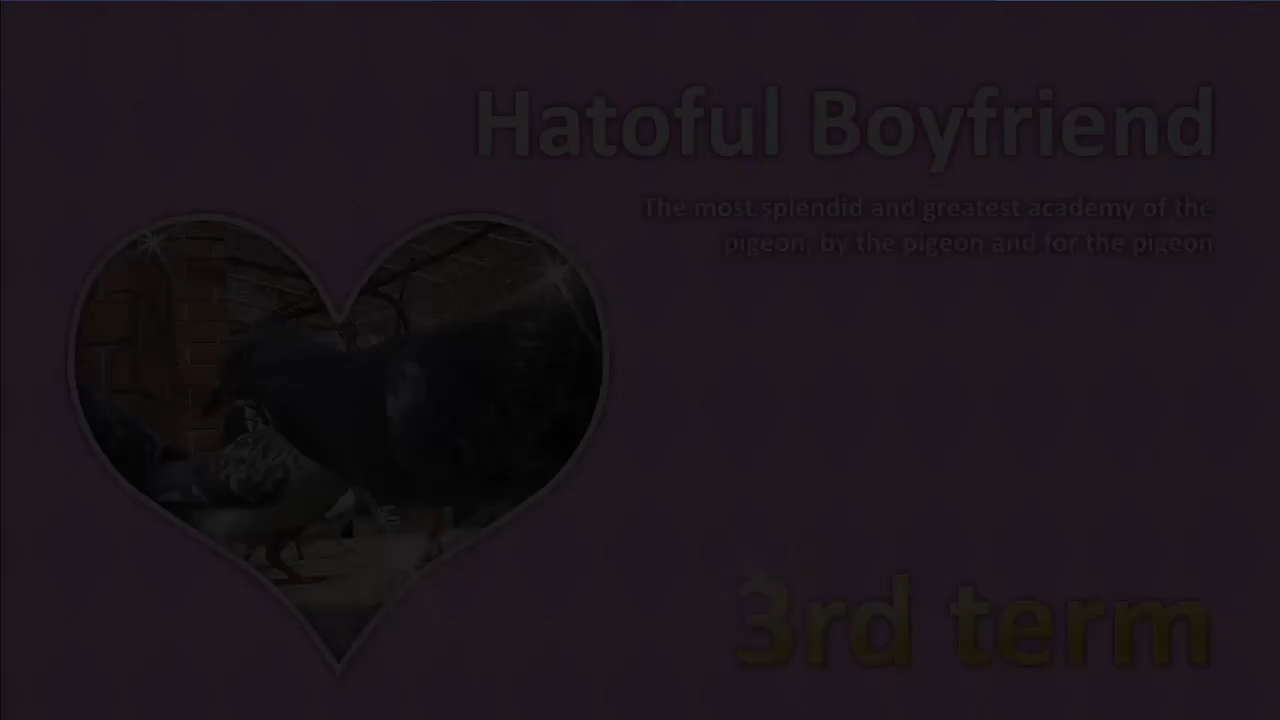 Hatoful Boyfriend
The most splendid and greatest academy of the
pigeon, by the pigeon and for the pigeon
3rd term